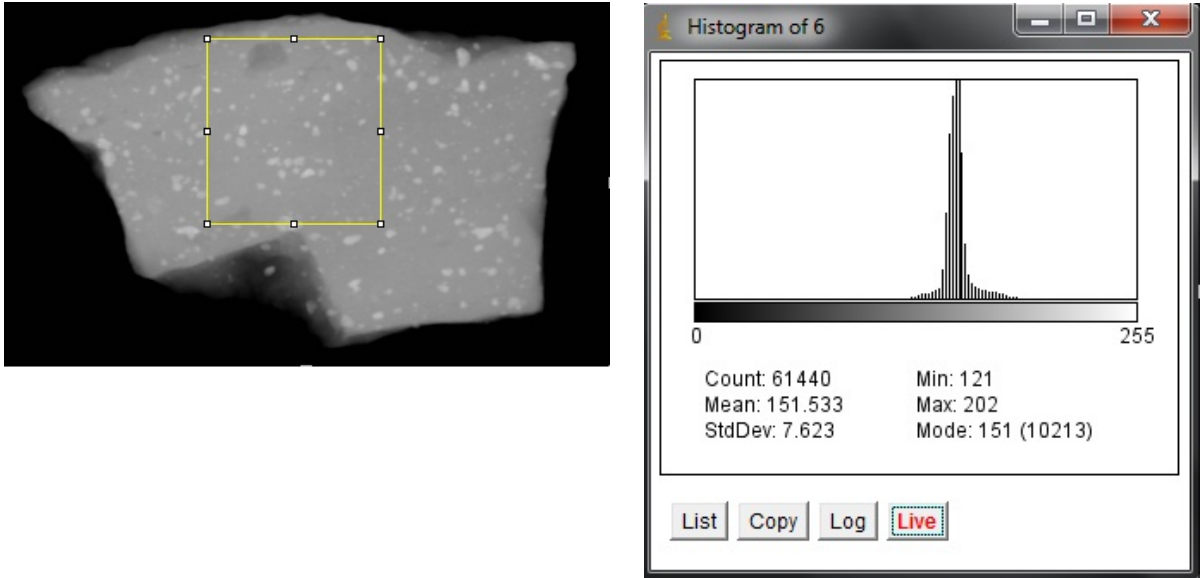 Histogram of 6
0 255
Count: 61440 Min: 121
Mean: 151.533 Max: 202
StdDev: 7.623 Mode: 151 (10213)
List Copy Log Live